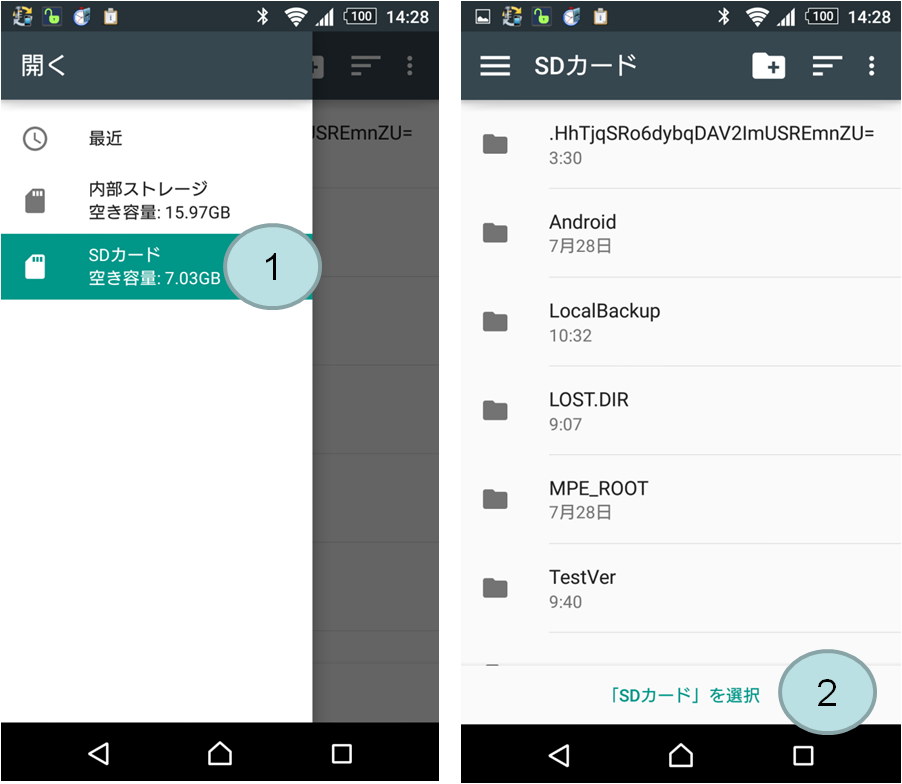 100 14:28
開く
USREmnZU=
最近
内部ストレージ
空き容量: 15.97GB
SDカード
空き容量: 7.03GB
1
100 14:28
SDカード
.HhTjqSRo6dybqDAV2ImUSREmnZU=
3:30
Android
7月28日
LocalBackup
10:32
LOST.DIR
9:07
MPE_ROOT
7月28日
TestVer
9:40
「SDカード」を選択
2